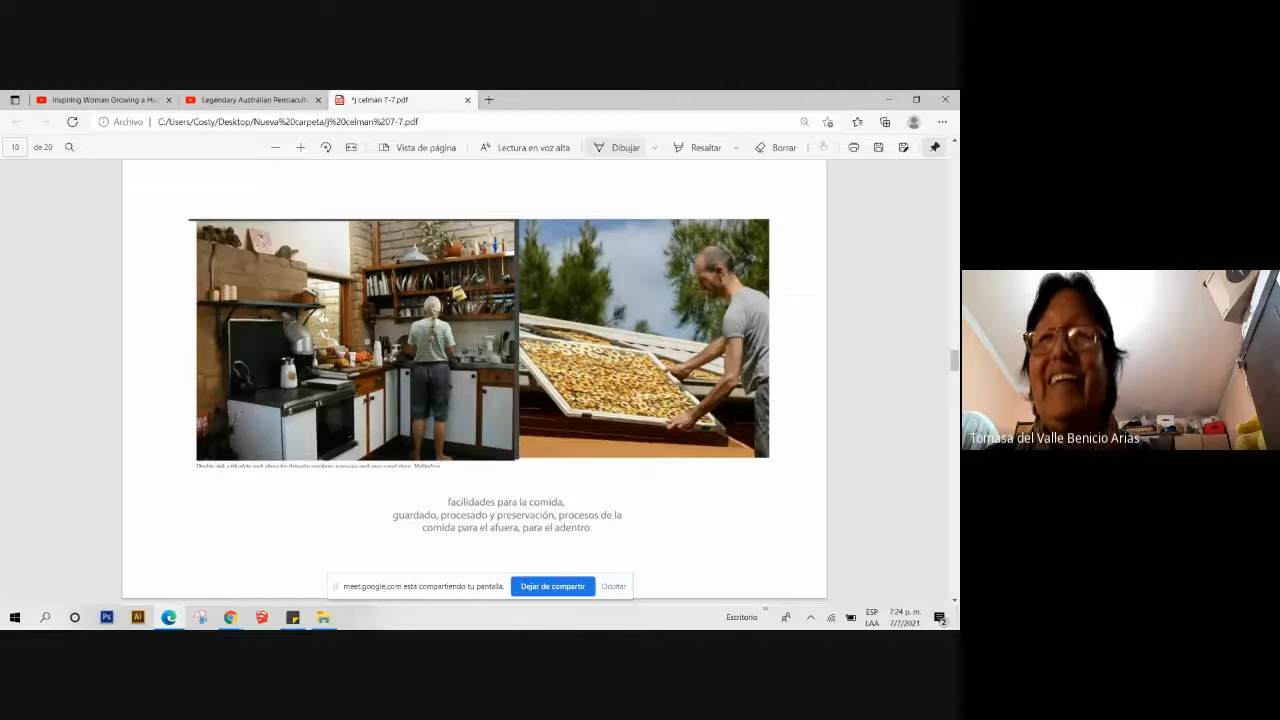 Inspiring Woman Growing a Hu
Legendary Australian Permacult
*j celman 7-7.pdf
Archivo
C:/Users/Costy/Desktop/Nueva%20carpeta/j%20celman%207-7.pdf
10
de 20
Vista de página
Lectura en voz alta
Dibujar
Resaltar
Borrar
facilidades para la comida,
guardado, procesado y preservación, procesos de la
comida para el afuera, para el adentro
meet.google.com está compartiendo tu pantalla.
Dejar de compartir
Ocultar
Ps
Ai
Escritorio
ESP
LAA
7:24 p. m.
7/7/2021
2
Tomasa del Valle Benicio Arias